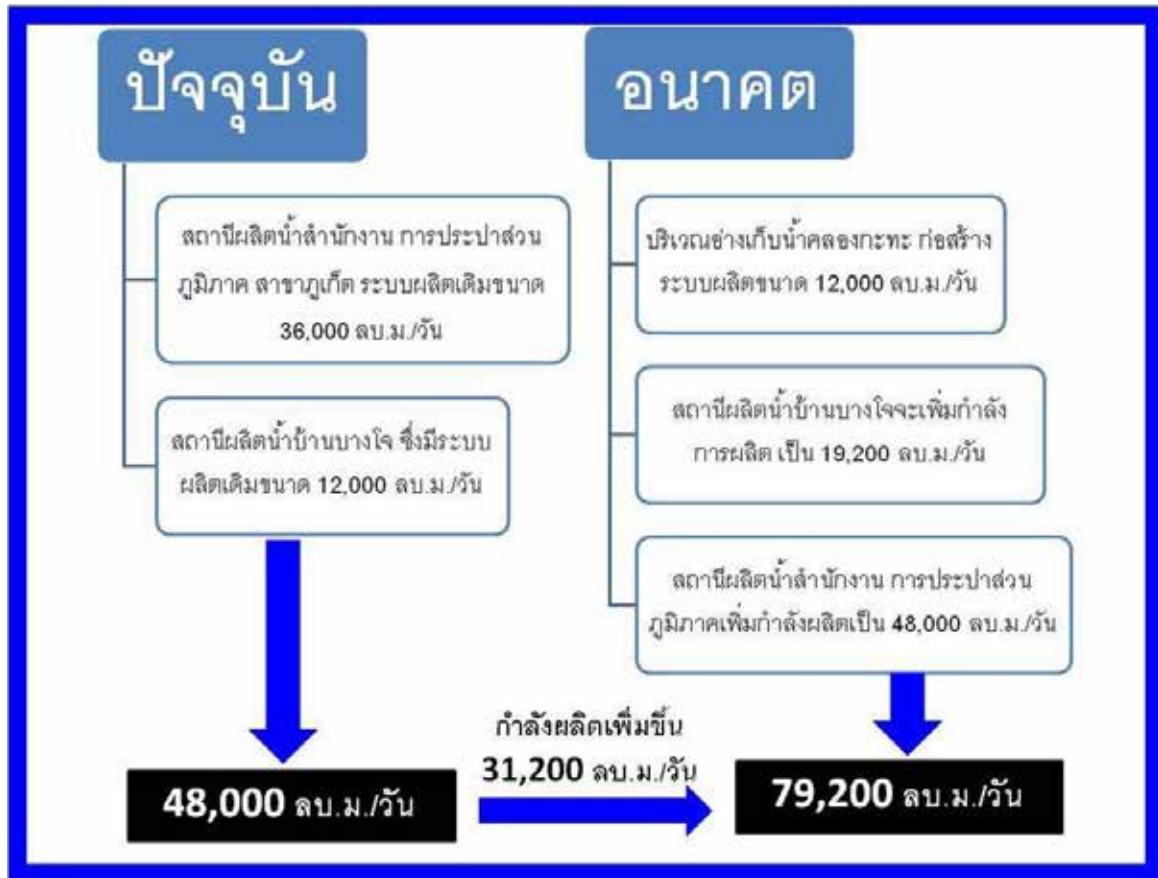 ปัจจุบัน
สถานีผลิตน้ำสำนักงาน การประปาส่วน
ภูมิภาค สาขาภูเก็ต ระบบผลิตเดิมขนาด
36,000 ลบ.ม./วัน
สถานีผลิตน้ำบ้านบางโจ ซึ่งมีระบบ
ผลิตเดิมขนาด 12,000 ลบ.ม./วัน
48,000 ลบ.ม./วัน
กำลังผลิตเพิ่มขึ้น
31,200 ลบ.ม./วัน
อนาคต
บริเวณอ่างเก็บน้ำคลองกะทะ ก่อสร้าง
ระบบผลิตขนาด 12,000 ลบ.ม./วัน
สถานีผลิตน้ำบ้านบางโจจะเพิ่มกำลัง
การผลิต เป็น 19,200 ลบ.ม./วัน
สถานีผลิตน้ำสำนักงาน การประปาส่วน
ภูมิภาคเพิ่มกำลังผลิตเป็น 48,000 ลบ.ม./วัน
79,200 ลบ.ม./วัน